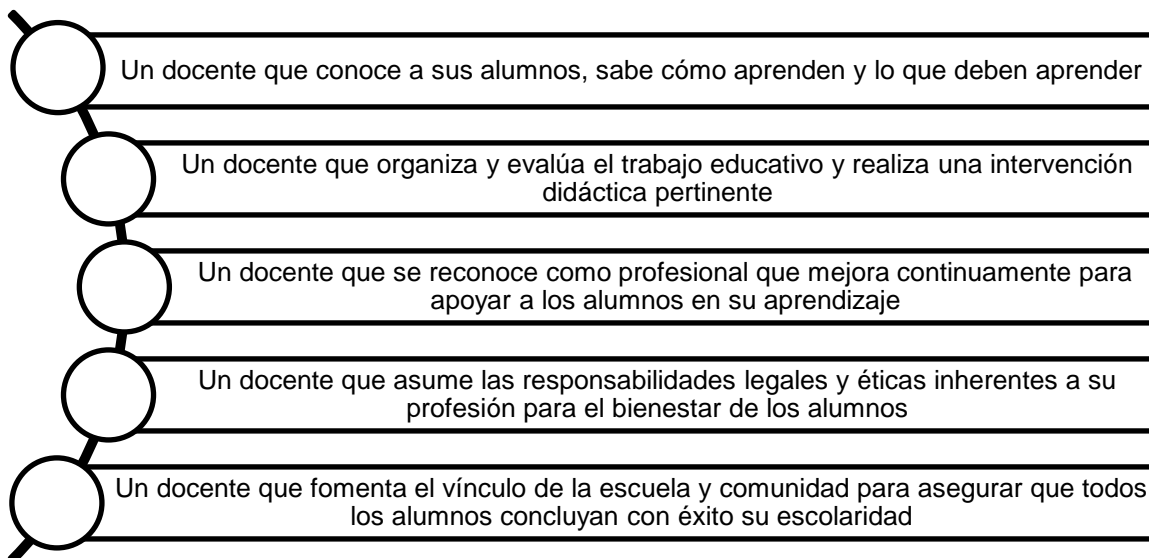 Un docente que conoce a sus alumnos, sabe cómo aprenden y lo que deben aprender
Un docente que organiza y evalúa el trabajo educativo y realiza una intervención
didáctica pertinente
Un docente que se reconoce como profesional que mejora continuamente para
apoyar a los alumnos en su aprendizaje
Un docente que asume las responsabilidades legales y éticas inherentes a su
profesión para el bienestar de los alumnos
Un docente que fomenta el vínculo de la escuela y comunidad para asegurar que todos
los alumnos concluyan con éxito su escolaridad